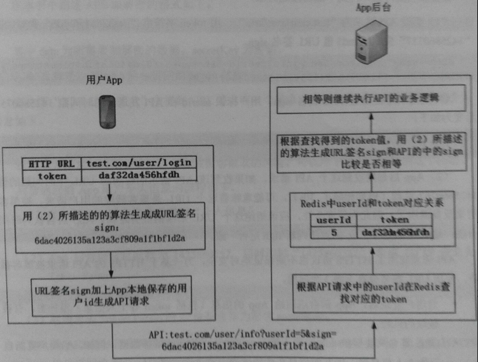 用户App
HTTP URL test.com/user/login
token daf32da456hfdh
用(2)所描述的的算法生成成URL签名
sign:
6dac4026135a123a3cf809a1f1bf1d2a
URL签名sign加上App本地保存的用
户id生成API请求
API:test.com/user/info?userId=5&sign=
6dac4026135a123a3cf809a1f1bf1d2a
App后台
相等则继续执行API的业务逻辑
根据查找得到的token值,用(2)所描述
的算法生成URL签名sign和API的中的sign
比较是否相等
Redis中userId和token对应关系
userId token
5 daf32da456hfdh
根据API请求中的userId在Redis查
找对应的token